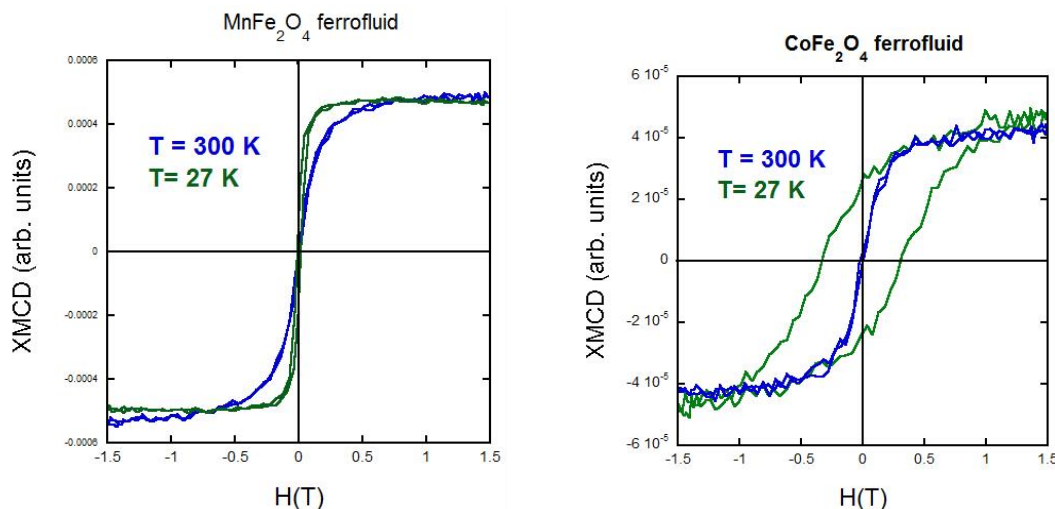 MnFe₂O₄ ferrofluid
0.0006
0.0004
0.0002
0
-0.0002
-0.0004
-0.0006
XMCD (arb. units)
T = 300 K
T= 27 K
-1.5 -1 -0.5 0 0.5 1 1.5
H(T)
CoFe₂O₄ ferrofluid
6 10⁻⁵
4 10⁻⁵
2 10⁻⁵
0
-2 10⁻⁵
-4 10⁻⁵
-6 10⁻⁵
XMCD (arb. units)
T = 300 K
T= 27 K
-1.5 -1 -0.5 0 0.5 1 1.5
H(T)